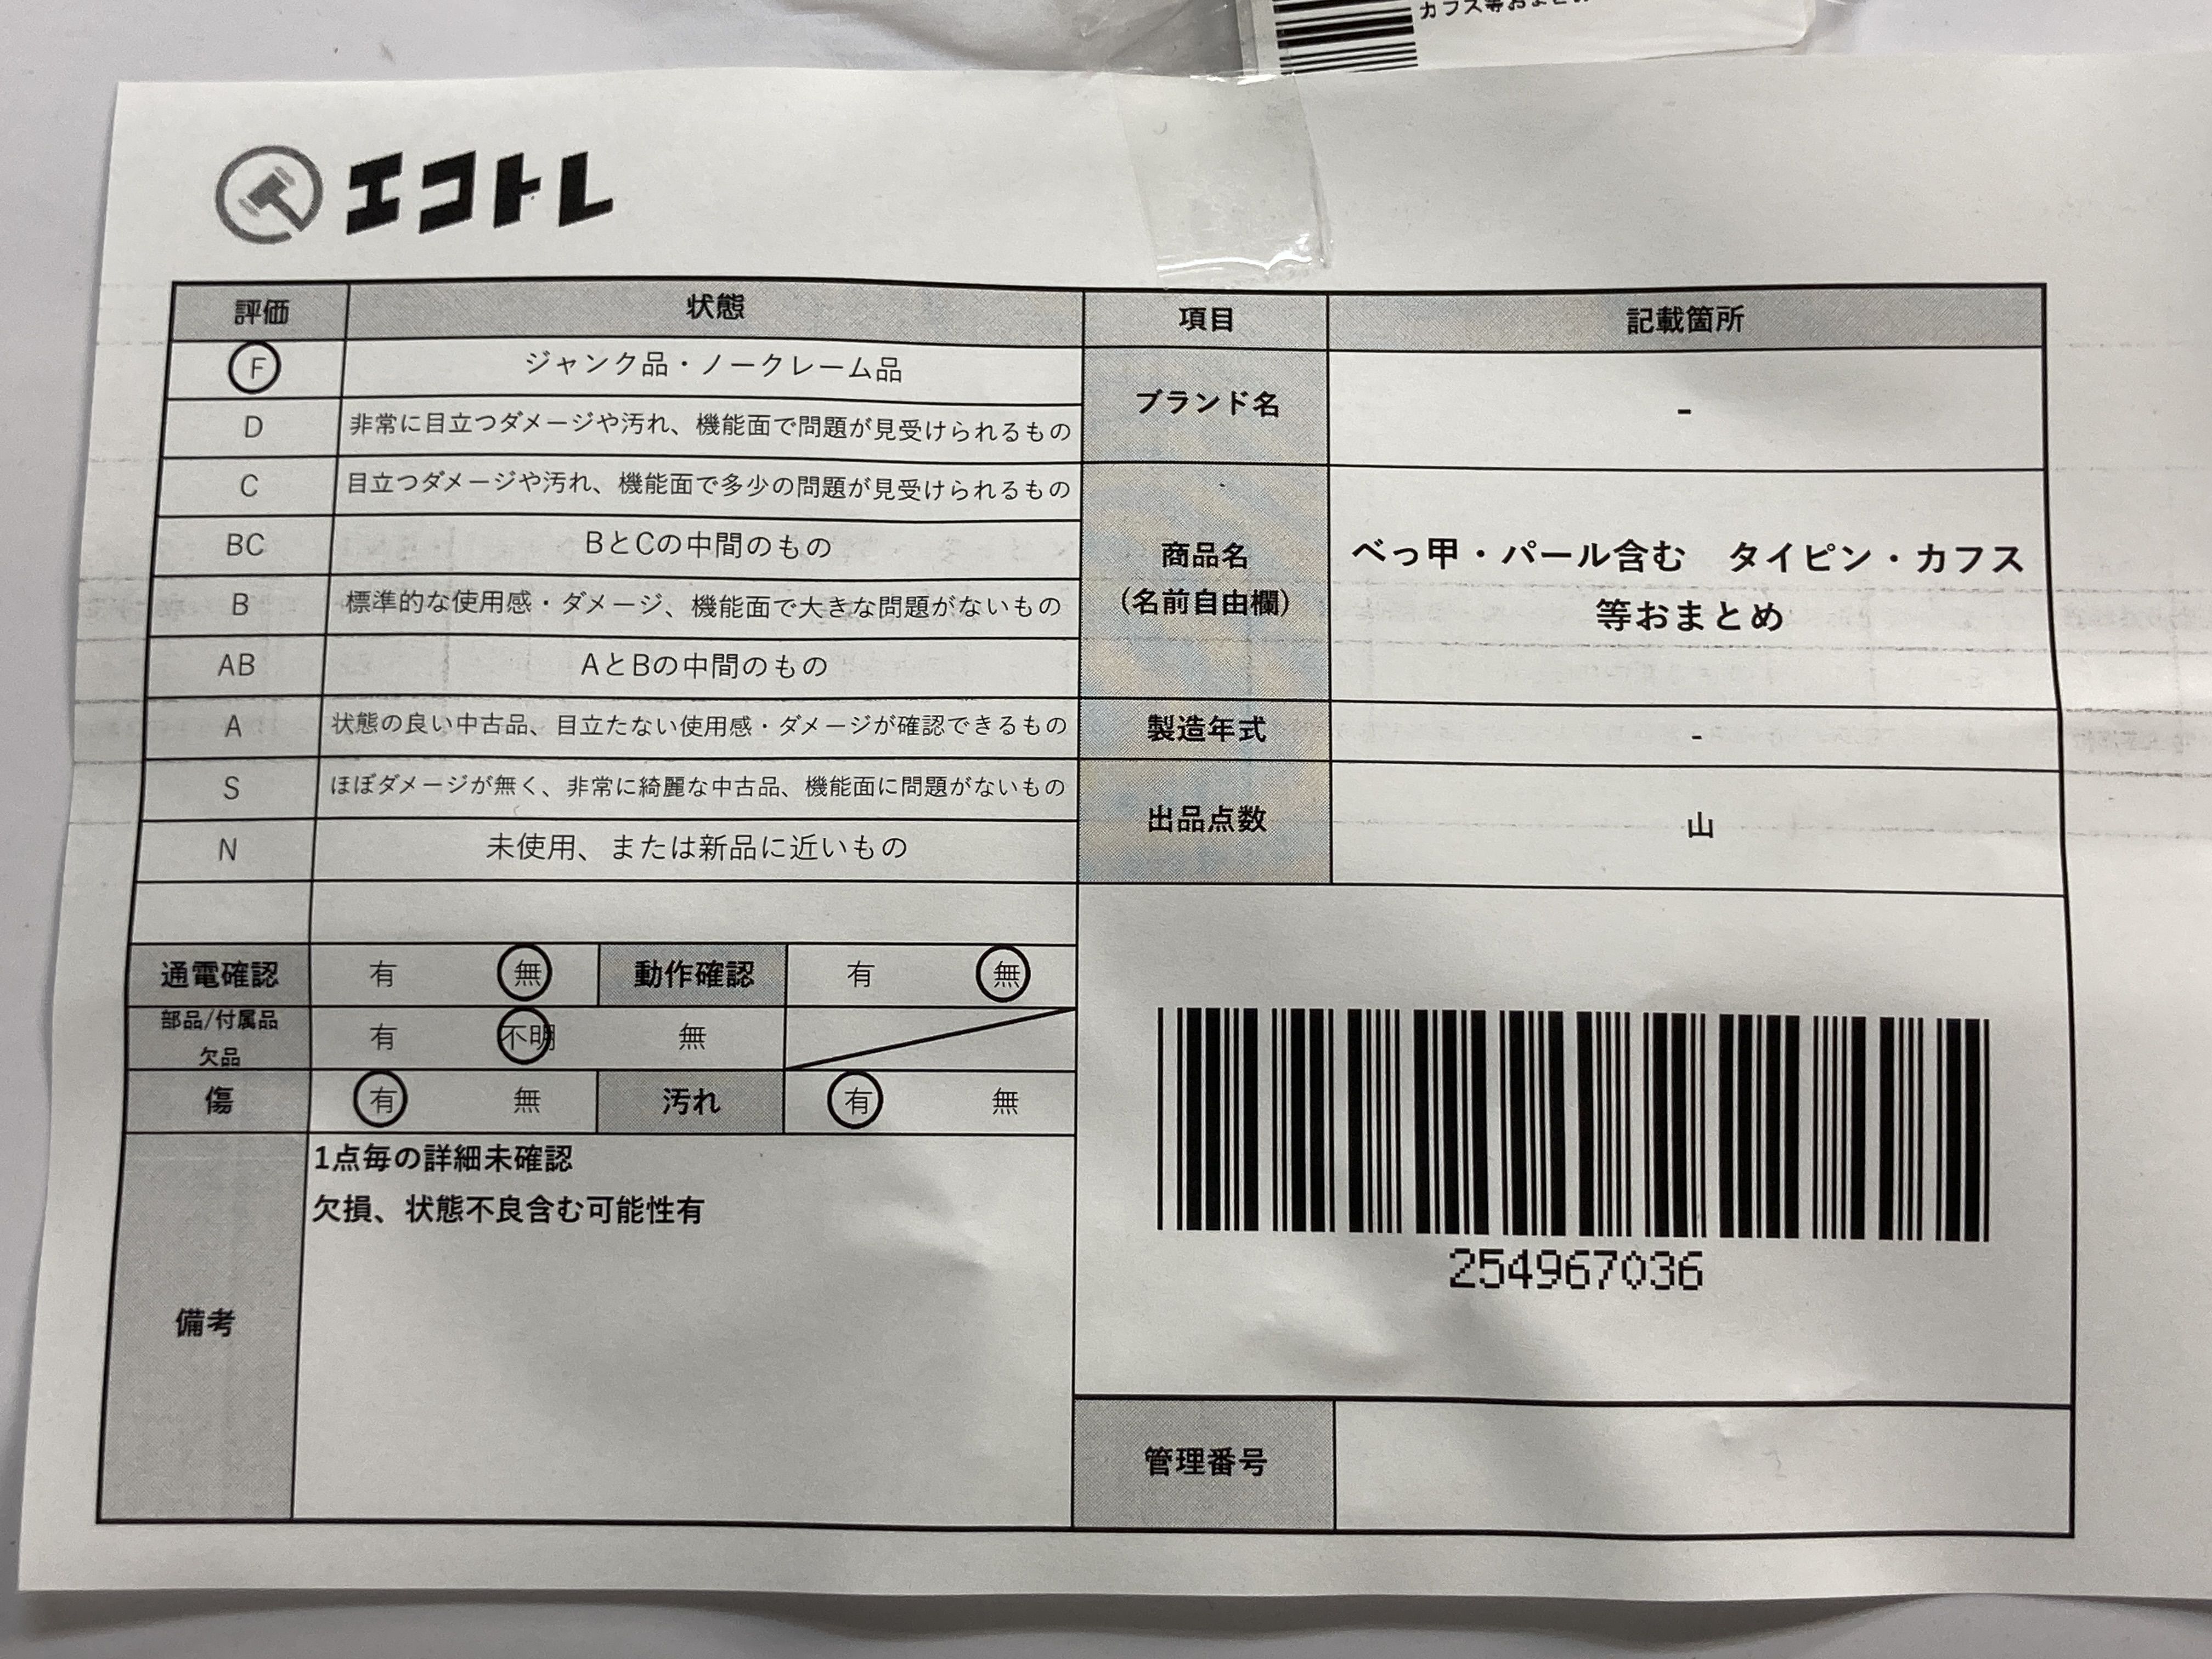 カフス等おまとめ
エコトレ
評価 状態 項目 記載箇所
F ジャンク品・ノークレーム品
D 非常に目立つダメージや汚れ、機能面で問題が見受けられるもの
C 目立つダメージや汚れ、機能面で多少の問題が見受けられるもの
BC BとCの中間のもの
B 標準的な使用感・ダメージ、機能面で大きな問題がないもの
AB AとBの中間のもの
A 状態の良い中古品、目立たない使用感・ダメージが確認できるもの
S ほぼダメージが無く、非常に綺麗な中古品、機能面に問題がないもの
N 未使用、または新品に近いもの
ブランド名 -
商品名
(名前自由欄)
べっ甲・パール含む タイピン・カフス
等おまとめ
製造年式 -
出品点数 山
通電確認 有 無 動作確認 有 無
部品/付属品
欠品
有 不明 無
傷 有 無 汚れ 有 無
備考
1点毎の詳細未確認
欠損、状態不良含む可能性有
254967036
管理番号